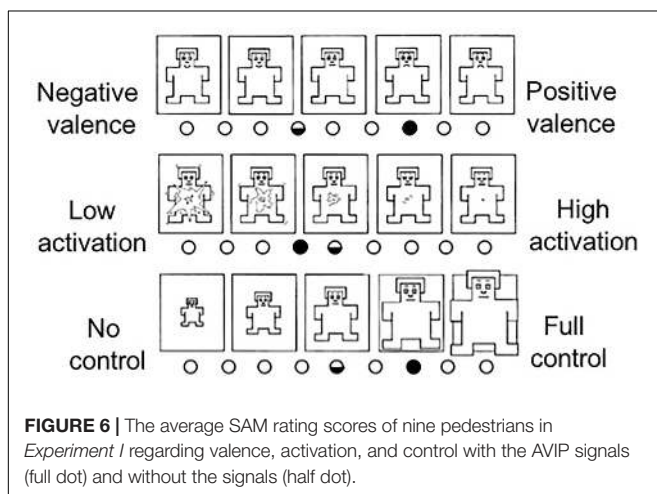 Negative valence
Positive valence
Low activation
High activation
No control
Full control
FIGURE 6 | The average SAM rating scores of nine pedestrians in
Experiment I regarding valence, activation, and control with the AVIP signals
(full dot) and without the signals (half dot).